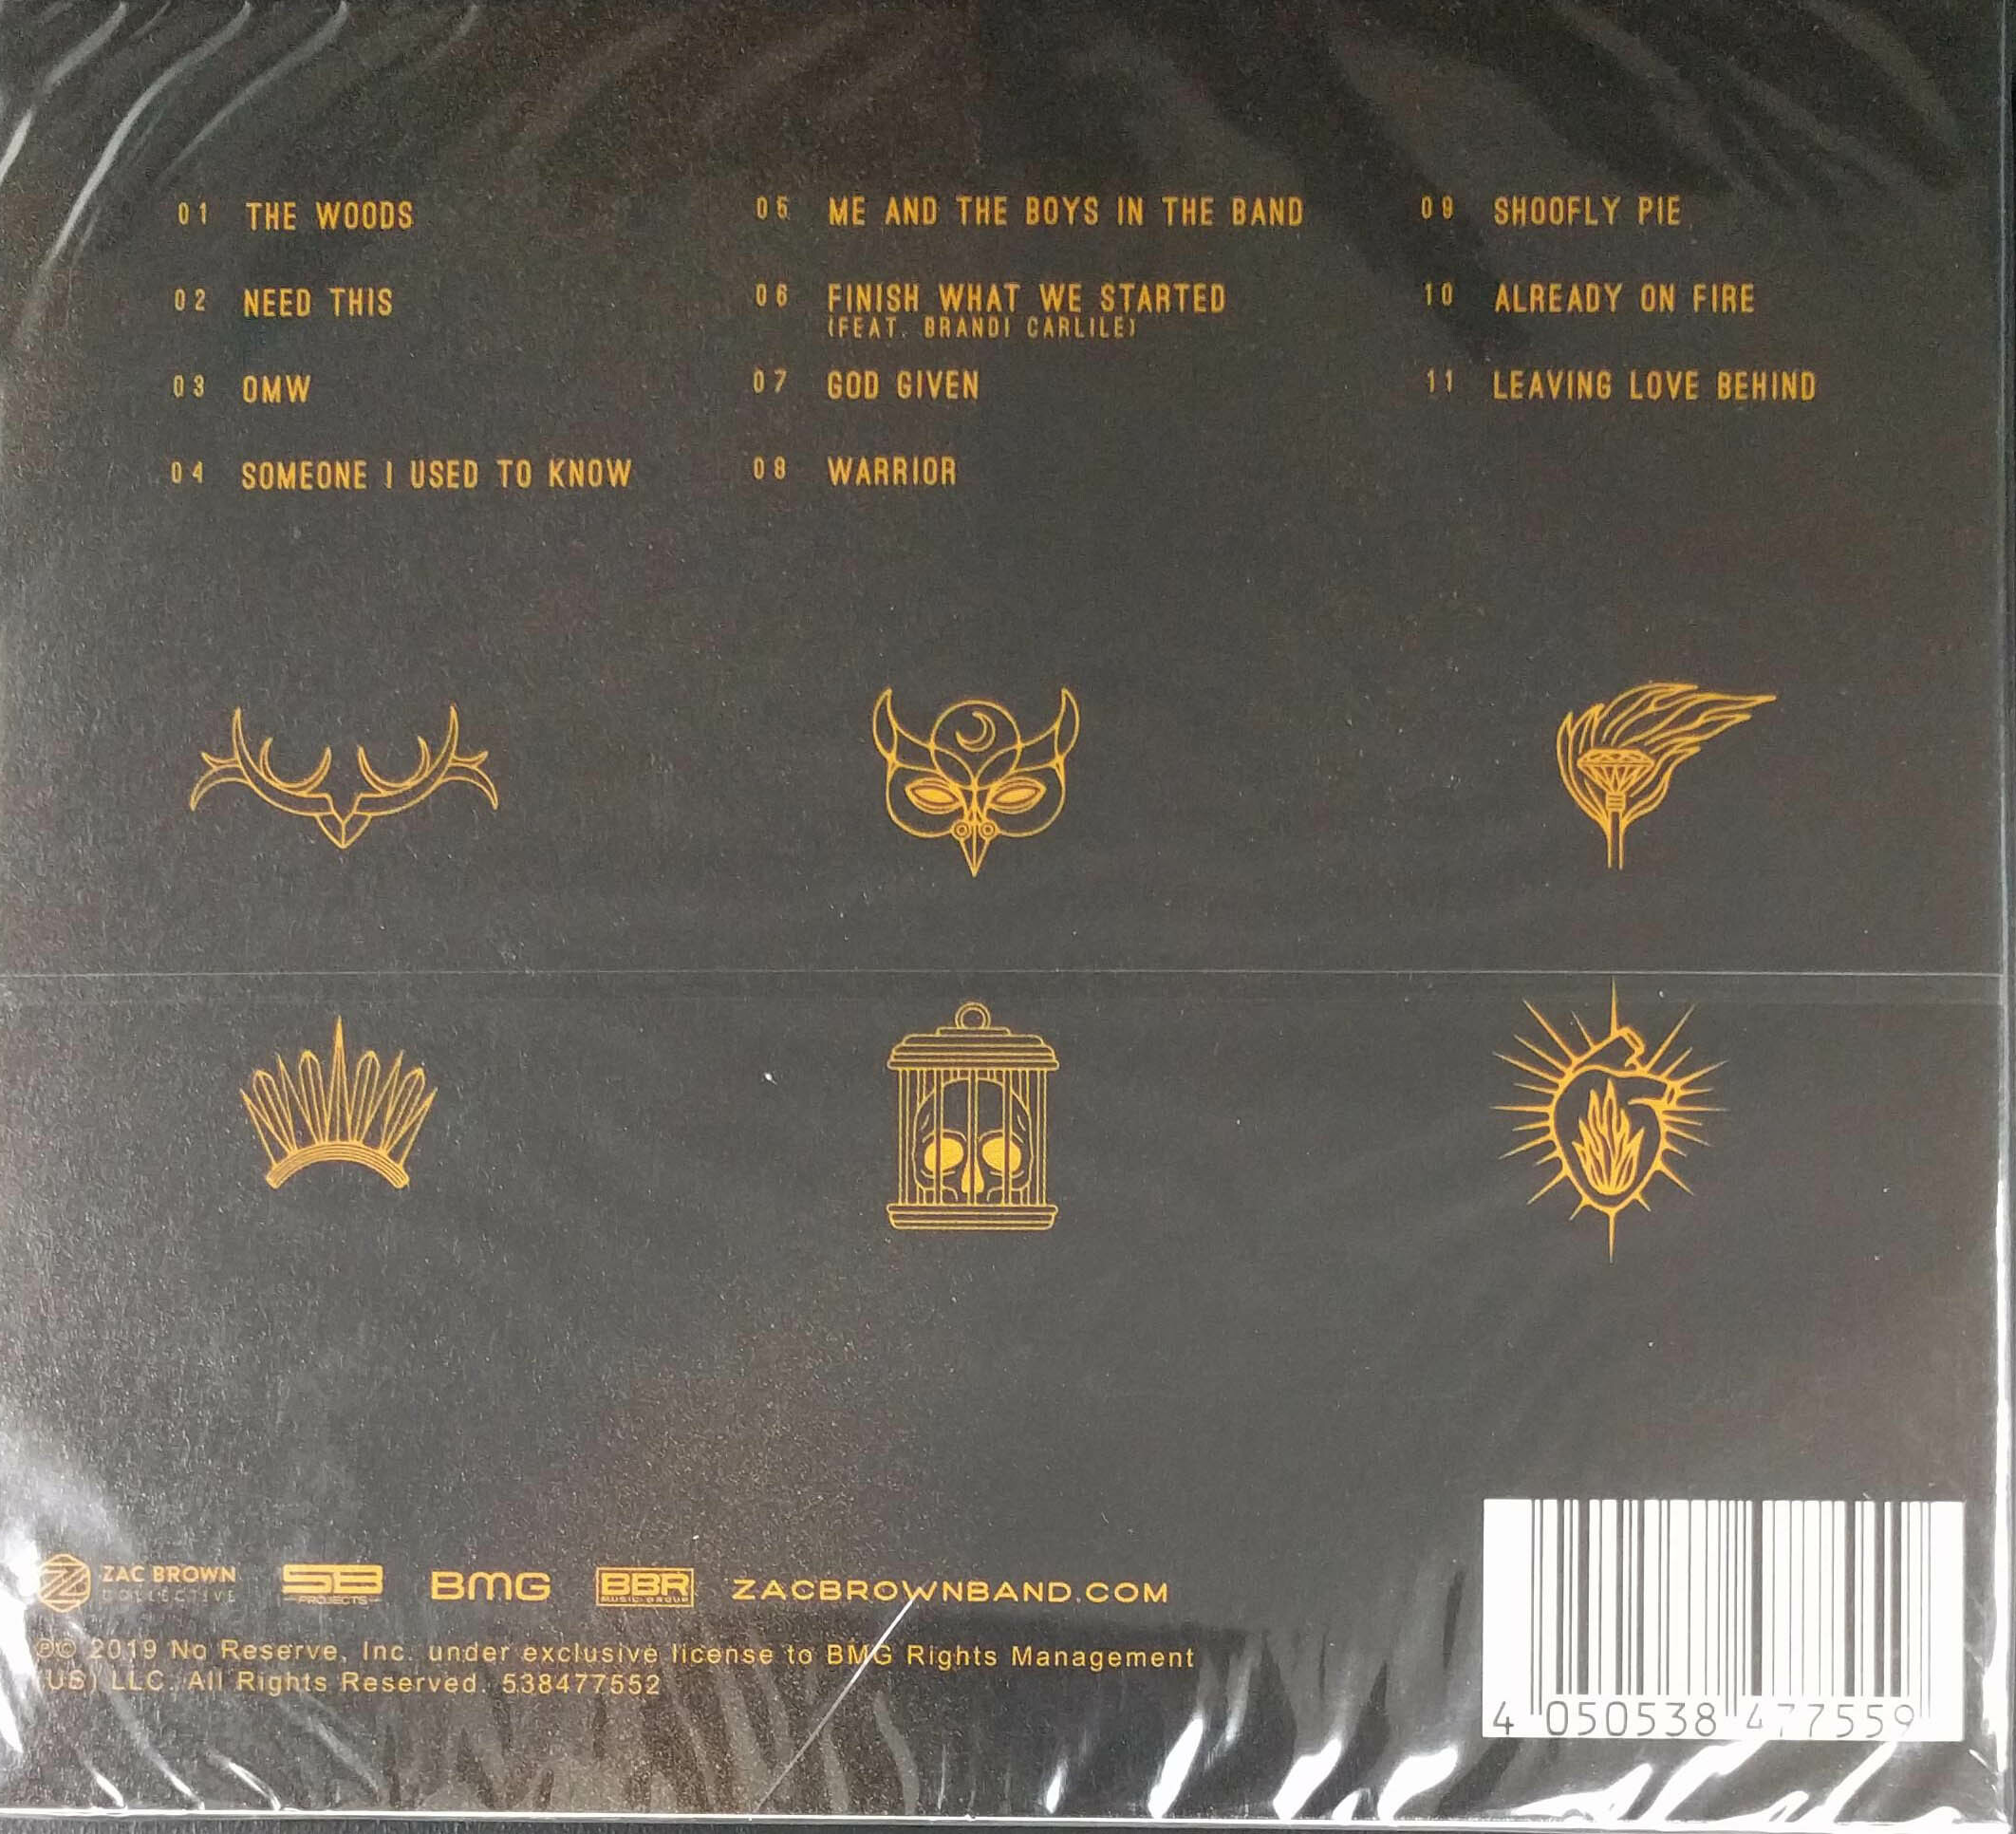 01 THE WOODS
02 NEED THIS
03 OMW
04 SOMEONE I USED TO KNOW
05 ME AND THE BOYS IN THE BAND
06 FINISH WHAT WE STARTED
(FEAT. BRANDI CARLILE)
07 GOD GIVEN
08 WARRIOR
09 SHOOFLY PIE
10 ALREADY ON FIRE
11 LEAVING LOVE BEHIND
ZAC BROWN
COLLECTIVE
SB
PROJECTS
BMG
BBR
MUSIC GROUP
ZACBROWNBAND.COM
℗© 2019 No Reserve, Inc. under exclusive license to BMG Rights Management
(US) LLC. All Rights Reserved. 538477552
4 050538 477559